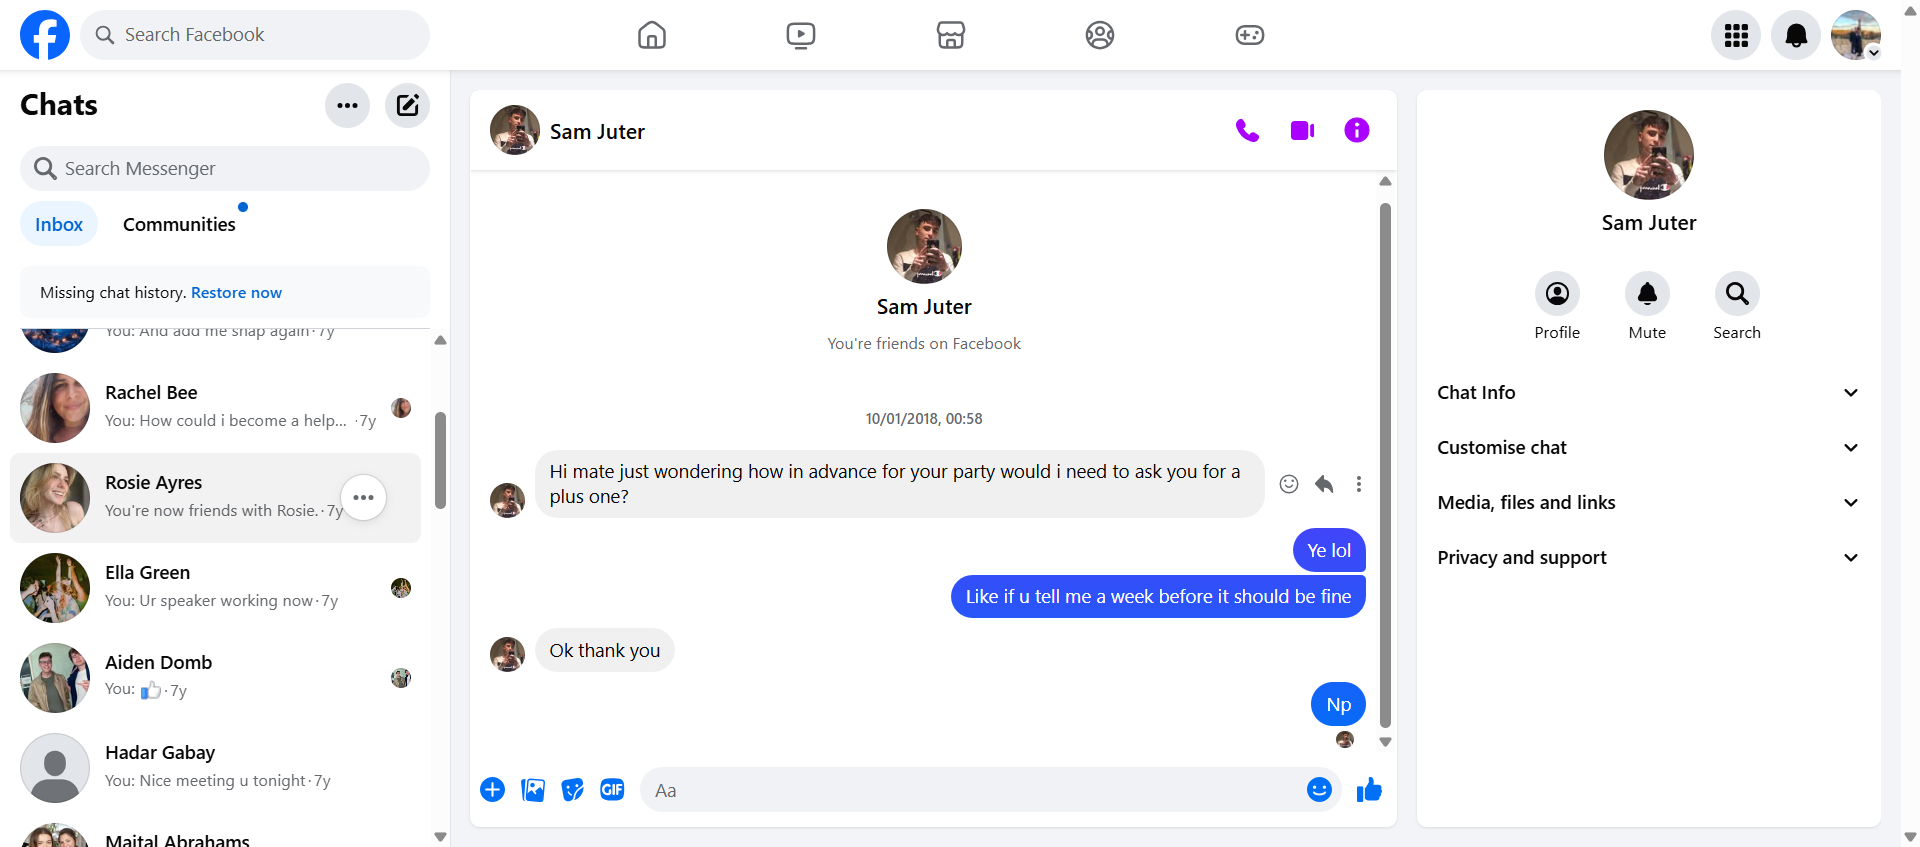 Search Facebook
Chats
Search Messenger
Inbox
Communities
Missing chat history. Restore now
You: And add me snap again · 7y
Rachel Bee
You: How could i become a help... · 7y
Rosie Ayres
You're now friends with Rosie. · 7y
Ella Green
You: Ur speaker working now · 7y
Aiden Domb
You: 👍 · 7y
Hadar Gabay
You: Nice meeting u tonight · 7y
Maital Abrahams
Sam Juter
Sam Juter
You're friends on Facebook
10/01/2018, 00:58
Hi mate just wondering how in advance for your party would i need to ask you for a
plus one?
Ye lol
Like if u tell me a week before it should be fine
Ok thank you
Np
GIF
Aa
Sam Juter
Profile
Mute
Search
Chat Info
Customise chat
Media, files and links
Privacy and support